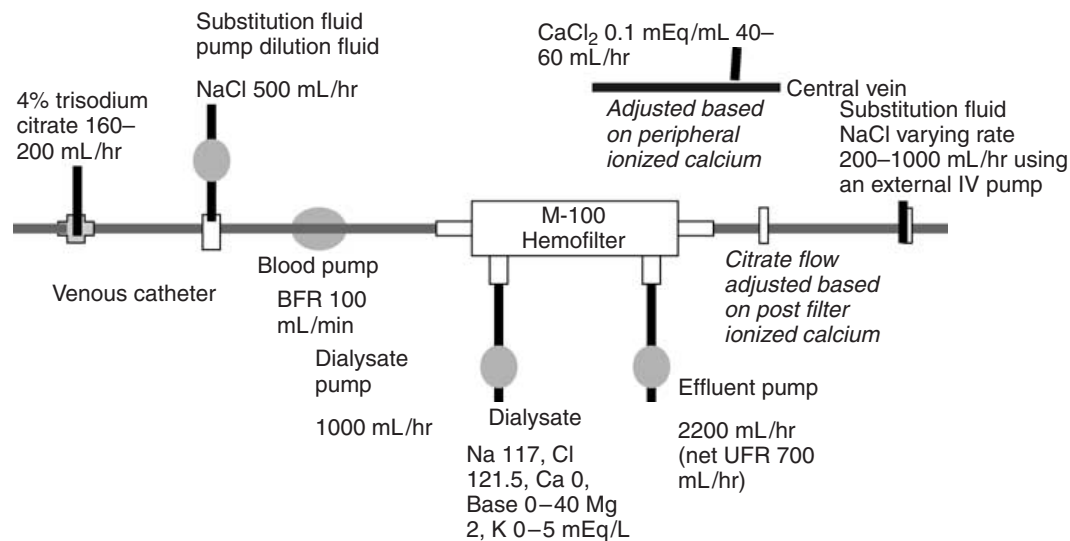 Substitution fluid
pump dilution fluid
NaCl 500 mL/hr
4% trisodium
citrate 160–
200 mL/hr
CaCl₂ 0.1 mEq/mL 40–
60 mL/hr
Central vein
Adjusted based
on peripheral
ionized calcium
Substitution fluid
NaCl varying rate
200–1000 mL/hr using
an external IV pump
M-100
Hemofilter
Venous catheter
Blood pump
BFR 100
mL/min
Citrate flow
adjusted based
on post filter
ionized calcium
Dialysate
pump
1000 mL/hr
Dialysate
Na 117, Cl
121.5, Ca 0,
Base 0–40 Mg
2, K 0–5 mEq/L
Effluent pump
2200 mL/hr
(net UFR 700
mL/hr)